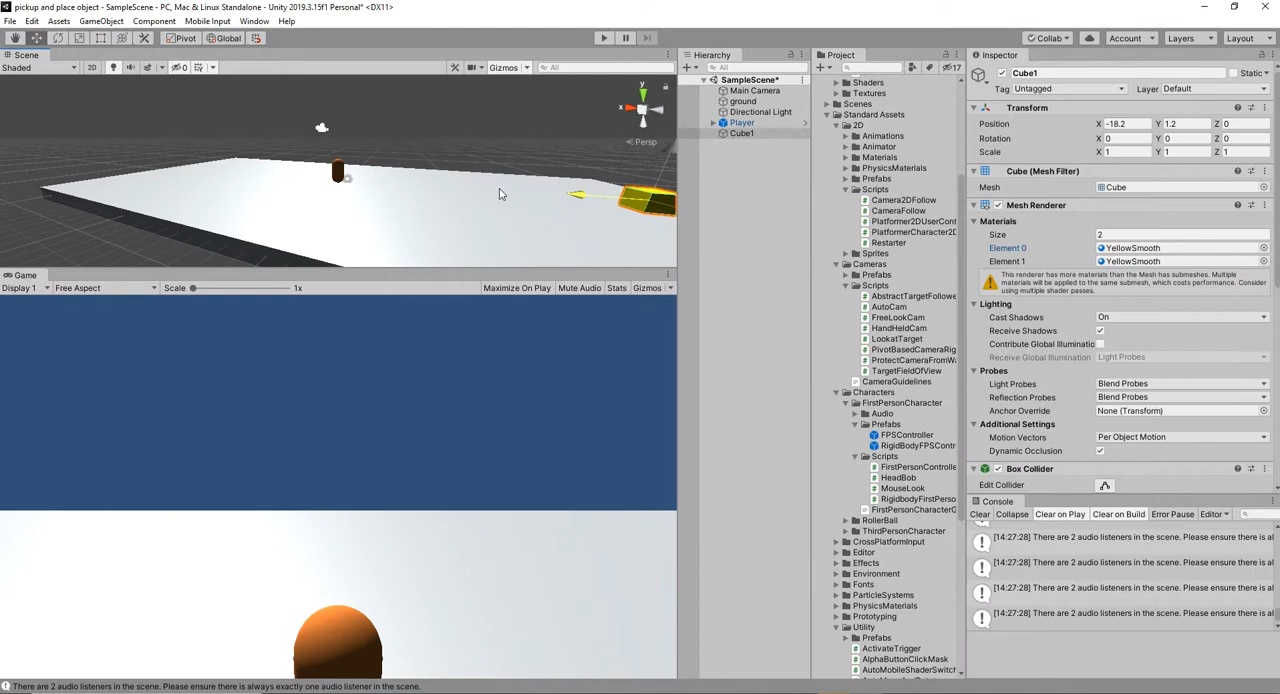 pickup and place object - SampleScene - PC, Mac & Linux Standalone - Unity 2019.3.15f1 Personal* <DX11>
File Edit Assets GameObject Component Mobile Input Window Help
Pivot Global Collab Account Layers Layout
Scene
Shaded 2D 0 Gizmos All
y
x
Persp
Game
Display 1 Free Aspect Scale 1x Maximize On Play Mute Audio Stats Gizmos
Hierarchy
All
SampleScene*
Main Camera
ground
Directional Light
Player
Cube1
Project
17
Shaders
Textures
Scenes
Standard Assets
2D
Animations
Animator
Materials
PhysicsMaterials
Prefabs
Scripts
Camera2DFollow
CameraFollow
Platformer2DUserCont
PlatformerCharacter2D
Restarter
Sprites
Cameras
Prefabs
Scripts
AbstractTargetFollowe
AutoCam
FreeLookCam
HandHeldCam
LookatTarget
PivotBasedCameraRig
ProtectCameraFromWa
TargetFieldOfView
CameraGuidelines
Characters
FirstPersonCharacter
Audio
Prefabs
FPSController
RigidBodyFPSContr
Scripts
FirstPersonControlle
HeadBob
MouseLook
RigidbodyFirstPerso
FirstPersonCharacterG
RollerBall
ThirdPersonCharacter
CrossPlatformInput
Editor
Effects
Environment
Fonts
ParticleSystems
PhysicsMaterials
Prototyping
Utility
Prefabs
ActivateTrigger
AlphaButtonClickMask
AutoMobileShaderSwitch
Inspector
Cube1 Static
Tag Untagged Layer Default
Transform
Position X -18.2 Y 1.2 Z 0
Rotation X 0 Y 0 Z 0
Scale X 1 Y 1 Z 1
Cube (Mesh Filter)
Mesh Cube
Mesh Renderer
Materials
Size 2
Element 0 YellowSmooth
Element 1 YellowSmooth
This renderer has more materials than the Mesh has submeshes. Multiple
materials will be applied to the same submesh, which costs performance. Consider
using multiple shader passes.
Lighting
Cast Shadows On
Receive Shadows
Contribute Global Illuminatic
Receive Global Illumination Light Probes
Probes
Light Probes Blend Probes
Reflection Probes Blend Probes
Anchor Override None (Transform)
Additional Settings
Motion Vectors Per Object Motion
Dynamic Occlusion
Box Collider
Edit Collider
Console
Clear Collapse Clear on Play Clear on Build Error Pause Editor
[14:27:28] There are 2 audio listeners in the scene. Please ensure there is al
[14:27:28] There are 2 audio listeners in the scene. Please ensure there is al
[14:27:28] There are 2 audio listeners in the scene. Please ensure there is al
[14:27:28] There are 2 audio listeners in the scene. Please ensure there is al
There are 2 audio listeners in the scene. Please ensure there is always exactly one audio listener in the scene.